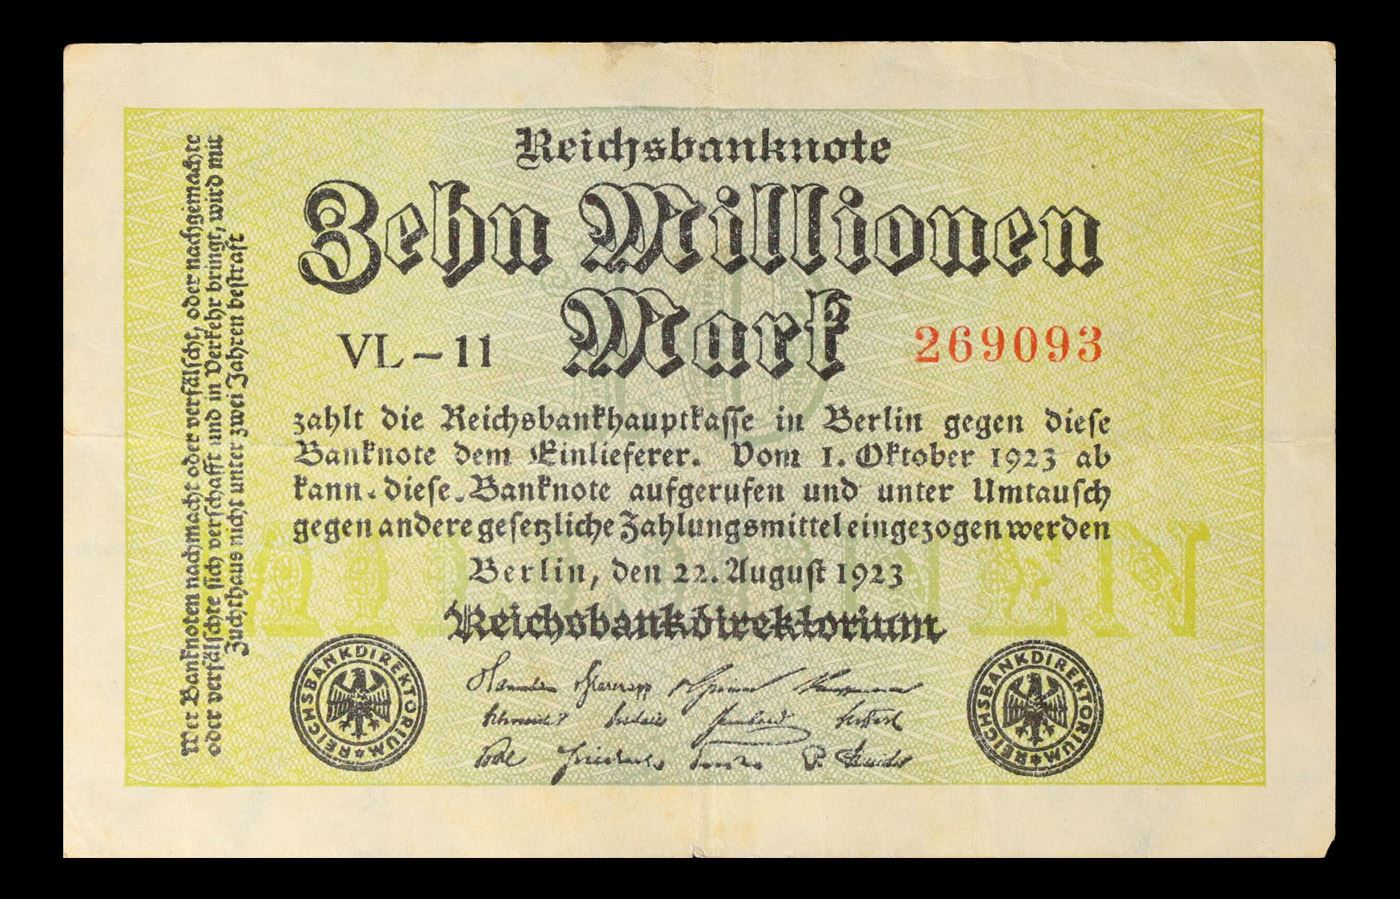 Reichsbanknote
Zehn Millionen
Mark
VL-11
269093
zahlt die Reichsbankhauptkasse in Berlin gegen diese
Banknote dem Einlieferer. Vom 1. Oktober 1923 ab
kann diese Banknote aufgerufen und unter Umtausch
gegen andere gesetzliche Zahlungsmittel eingezogen werden
Berlin, den 22. August 1923
Reichsbankdirektorium
REICHSBANKDIREKTORIUM
REICHSBANKDIREKTORIUM
Wer Banknoten nachmacht oder verfälscht, oder nachgemachte
oder verfälschte sich verschafft und in Verkehr bringt, wird mit
Zuchthaus nicht unter zwei Jahren bestraft